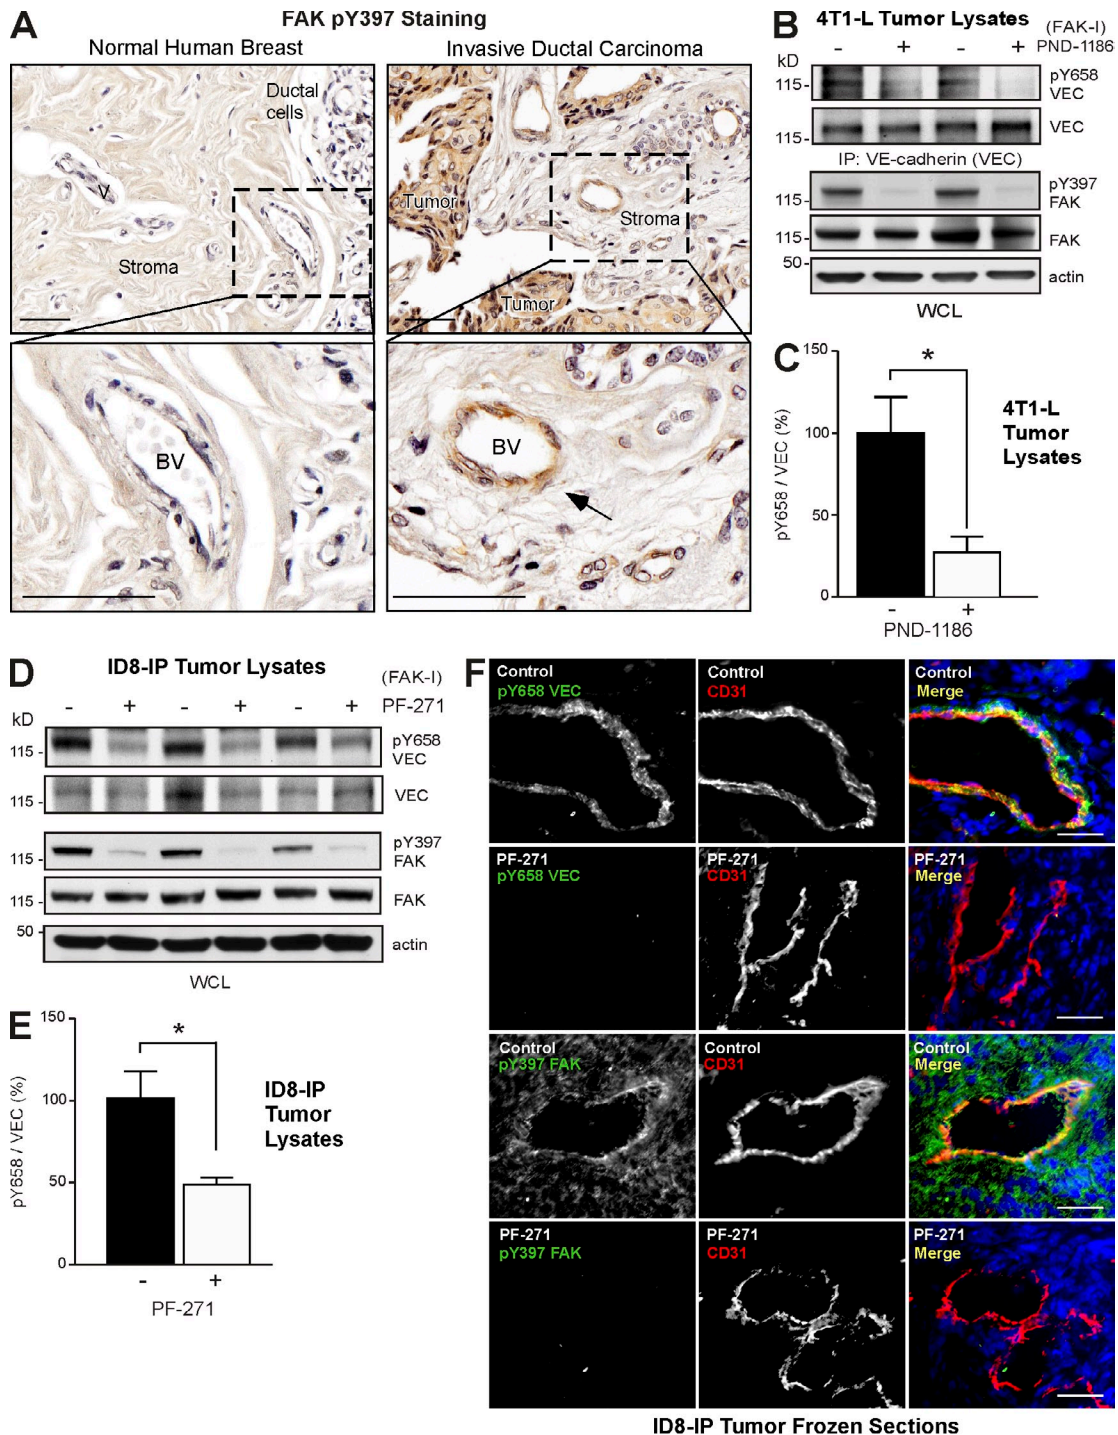 A
FAK pY397 Staining
Normal Human Breast
Invasive Ductal Carcinoma
Ductal
cells
V
Stroma
Tumor
Stroma
Tumor
BV
BV
B
4T1-L Tumor Lysates
(FAK-I)
- + - + PND-1186
kD
115 -
pY658
VEC
115 -
VEC
IP: VE-cadherin (VEC)
115 -
pY397
FAK
115 -
FAK
50 -
actin
WCL
C
150
100
50
0
pY658 / VEC (%)
*
4T1-L
Tumor
Lysates
- +
PND-1186
D
ID8-IP Tumor Lysates
(FAK-I)
- + - + - + PF-271
kD
115 -
pY658
VEC
115 -
VEC
115 -
pY397
FAK
115 -
FAK
50 -
actin
WCL
E
150
100
50
0
pY658 / VEC (%)
*
ID8-IP
Tumor
Lysates
- +
PF-271
F
Control
pY658 VEC
Control
CD31
Control
Merge
PF-271
pY658 VEC
PF-271
CD31
PF-271
Merge
Control
pY397 FAK
Control
CD31
Control
Merge
PF-271
pY397 FAK
PF-271
CD31
PF-271
Merge
ID8-IP Tumor Frozen Sections